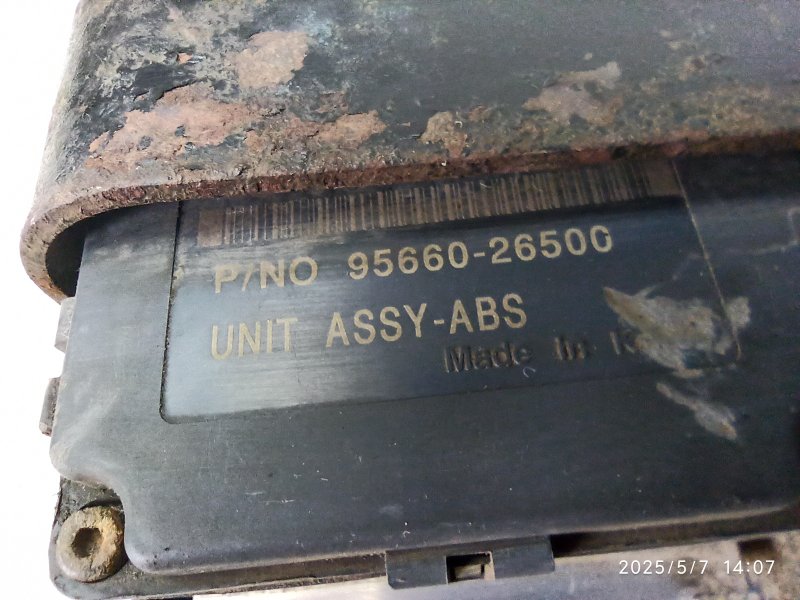 P/NO 95660-26500
UNIT ASSY-ABS
Made In
2025/5/7 14:07